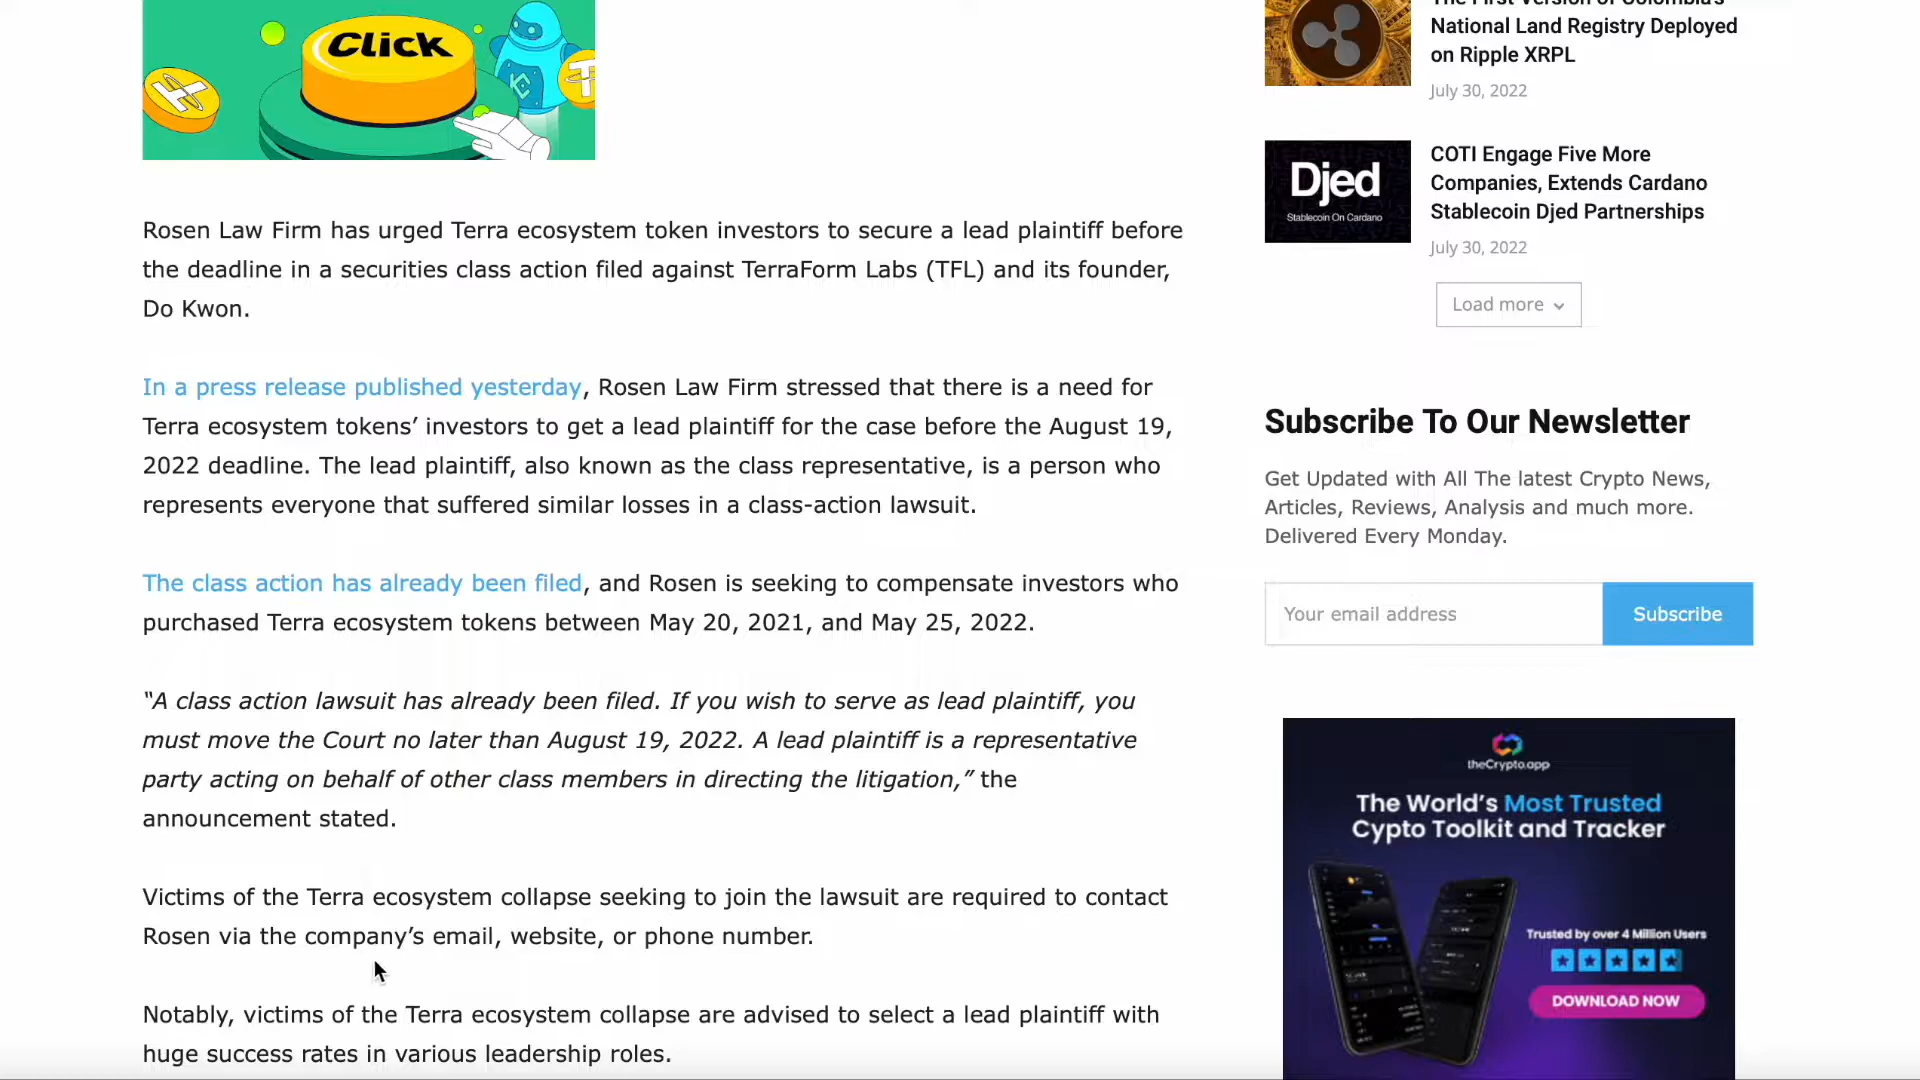 Click
Rosen Law Firm has urged Terra ecosystem token investors to secure a lead plaintiff before
the deadline in a securities class action filed against TerraForm Labs (TFL) and its founder,
Do Kwon.
In a press release published yesterday, Rosen Law Firm stressed that there is a need for
Terra ecosystem tokens’ investors to get a lead plaintiff for the case before the August 19,
2022 deadline. The lead plaintiff, also known as the class representative, is a person who
represents everyone that suffered similar losses in a class-action lawsuit.
The class action has already been filed, and Rosen is seeking to compensate investors who
purchased Terra ecosystem tokens between May 20, 2021, and May 25, 2022.
“A class action lawsuit has already been filed. If you wish to serve as lead plaintiff, you
must move the Court no later than August 19, 2022. A lead plaintiff is a representative
party acting on behalf of other class members in directing the litigation,” the
announcement stated.
Victims of the Terra ecosystem collapse seeking to join the lawsuit are required to contact
Rosen via the company’s email, website, or phone number.
Notably, victims of the Terra ecosystem collapse are advised to select a lead plaintiff with
huge success rates in various leadership roles.
The First Version of Colombia’s
National Land Registry Deployed
on Ripple XRPL
July 30, 2022
Djed
Stablecoin On Cardano
COTI Engage Five More
Companies, Extends Cardano
Stablecoin Djed Partnerships
July 30, 2022
Load more
Subscribe To Our Newsletter
Get Updated with All The latest Crypto News,
Articles, Reviews, Analysis and much more.
Delivered Every Monday.
Your email address
Subscribe
theCrypto.app
The World’s Most Trusted
Cypto Toolkit and Tracker
Trusted by over 4 Million Users
DOWNLOAD NOW